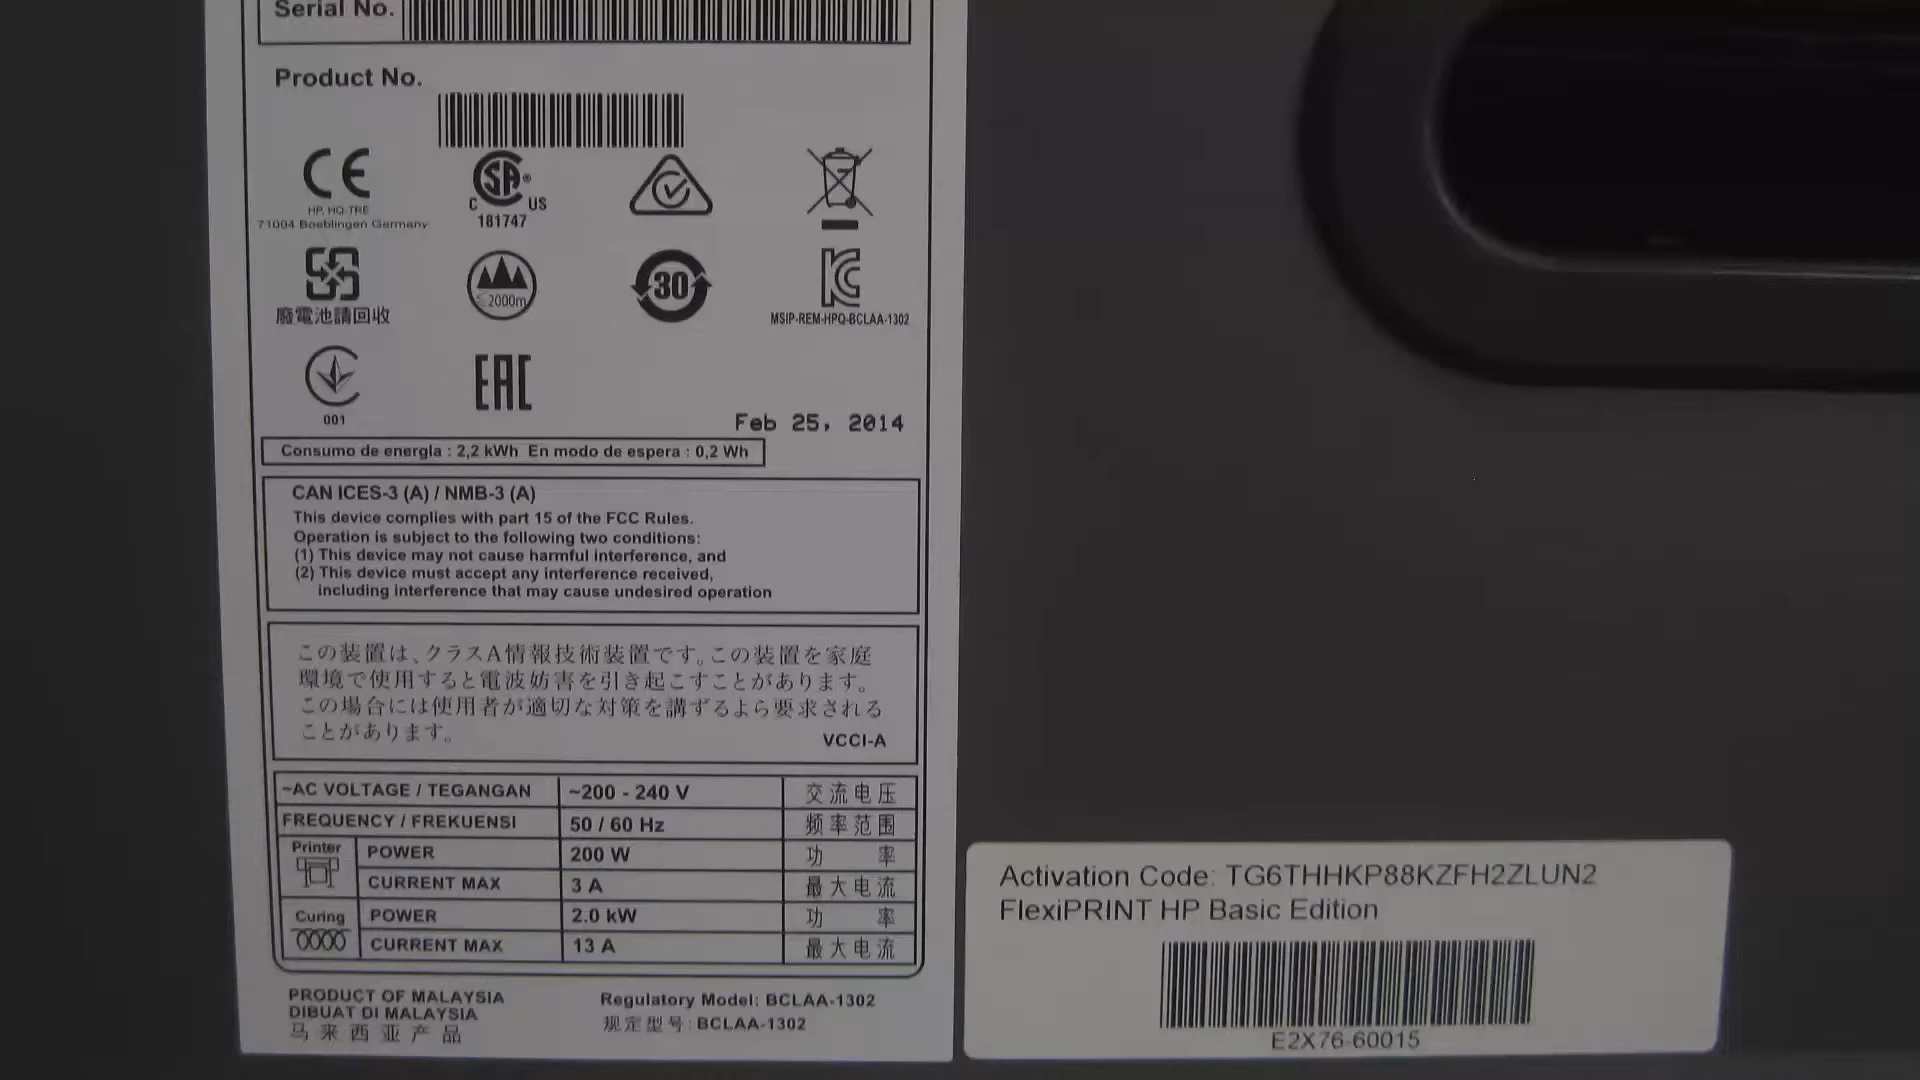 Serial No.
Product No.
CE
HP, HQ-TRE
71004 Boeblingen Germany
SA
C US
181747
廢電池請回收
≤2000m
30
MSIP-REM-HPQ-BCLAA-1302
001
EAC
Feb 25, 2014
Consumo de energía : 2,2 kWh En modo de espera : 0,2 Wh
CAN ICES-3 (A) / NMB-3 (A)
This device complies with part 15 of the FCC Rules.
Operation is subject to the following two conditions:
(1) This device may not cause harmful interference, and
(2) This device must accept any interference received,
including interference that may cause undesired operation
この装置は、クラスA情報技術装置です。この装置を家庭
環境で使用すると電波妨害を引き起こすことがあります。
この場合には使用者が適切な対策を講ずるよら要求される
ことがあります。
VCCI-A
~AC VOLTAGE / TEGANGAN ~200 - 240 V 交流电压
FREQUENCY / FREKUENSI 50 / 60 Hz 频率范围
Printer POWER 200 W 功率
CURRENT MAX 3 A 最大电流
Curing POWER 2.0 kW 功率
CURRENT MAX 13 A 最大电流
PRODUCT OF MALAYSIA
DIBUAT DI MALAYSIA
马来西亚产品
Regulatory Model: BCLAA-1302
规定型号: BCLAA-1302
Activation Code: TG6THHKP88KZFH2ZLUN2
FlexiPRINT HP Basic Edition
E2X76-60015